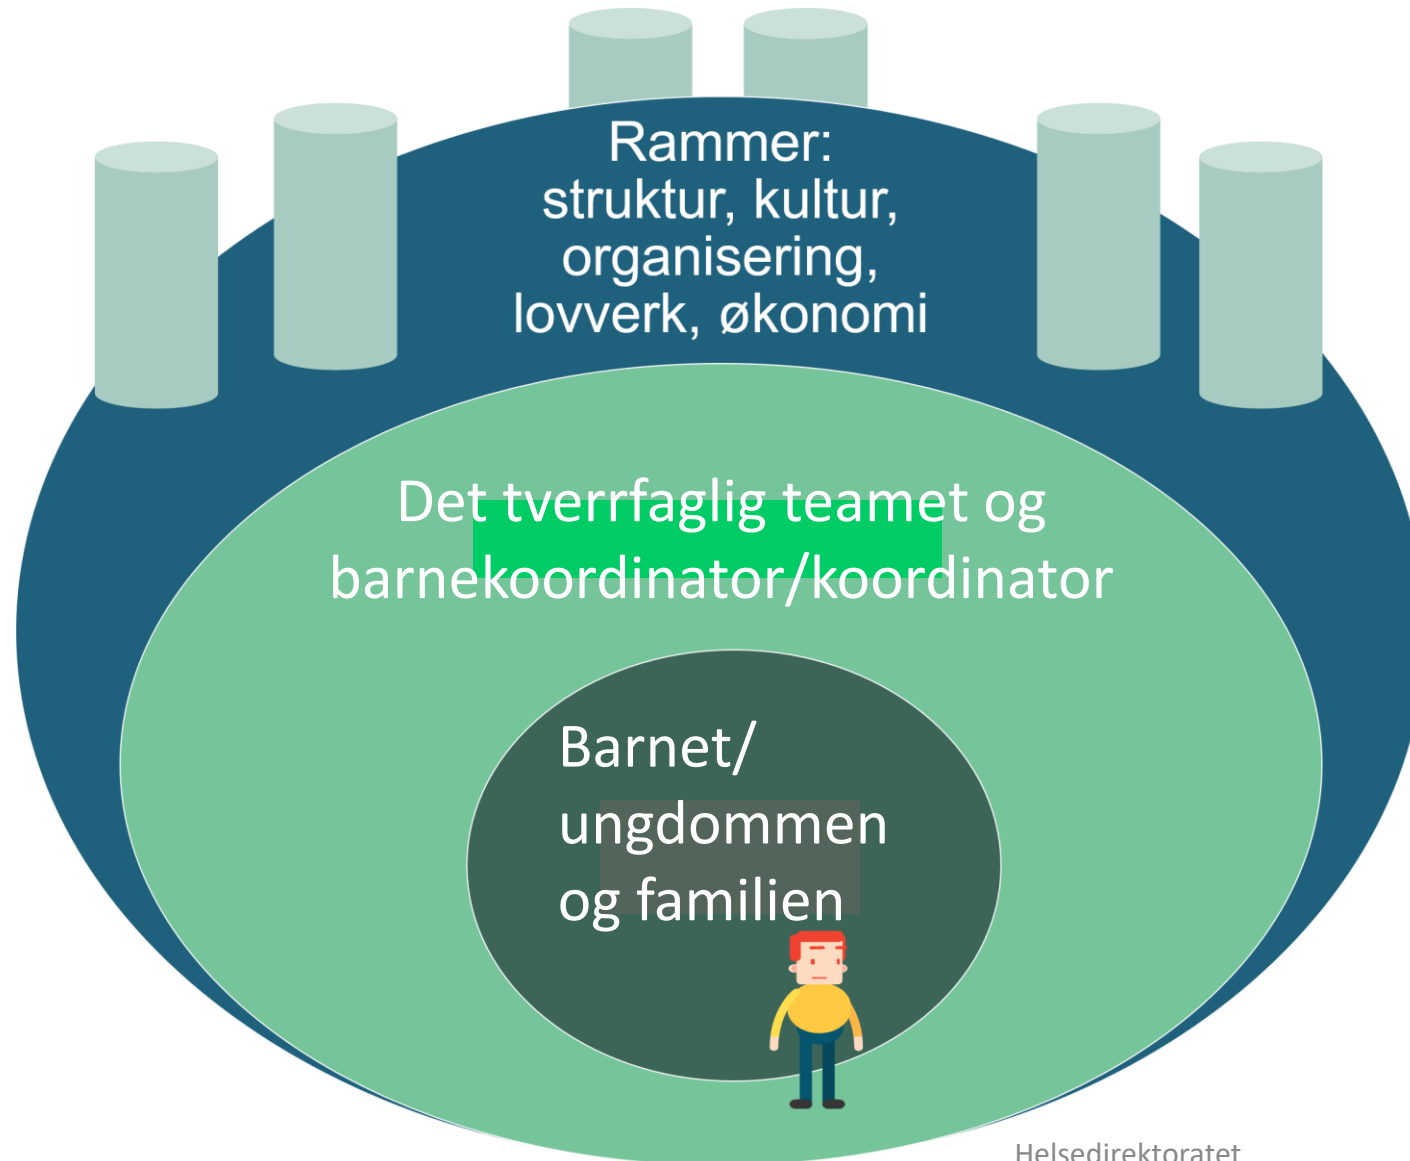 Rammer:
struktur, kultur,
organisering,
lovverk, økonomi
Det tverrfaglig teamet og
barnekoordinator/koordinator
Barnet/
ungdommen
og familien
Helsedirektoratet